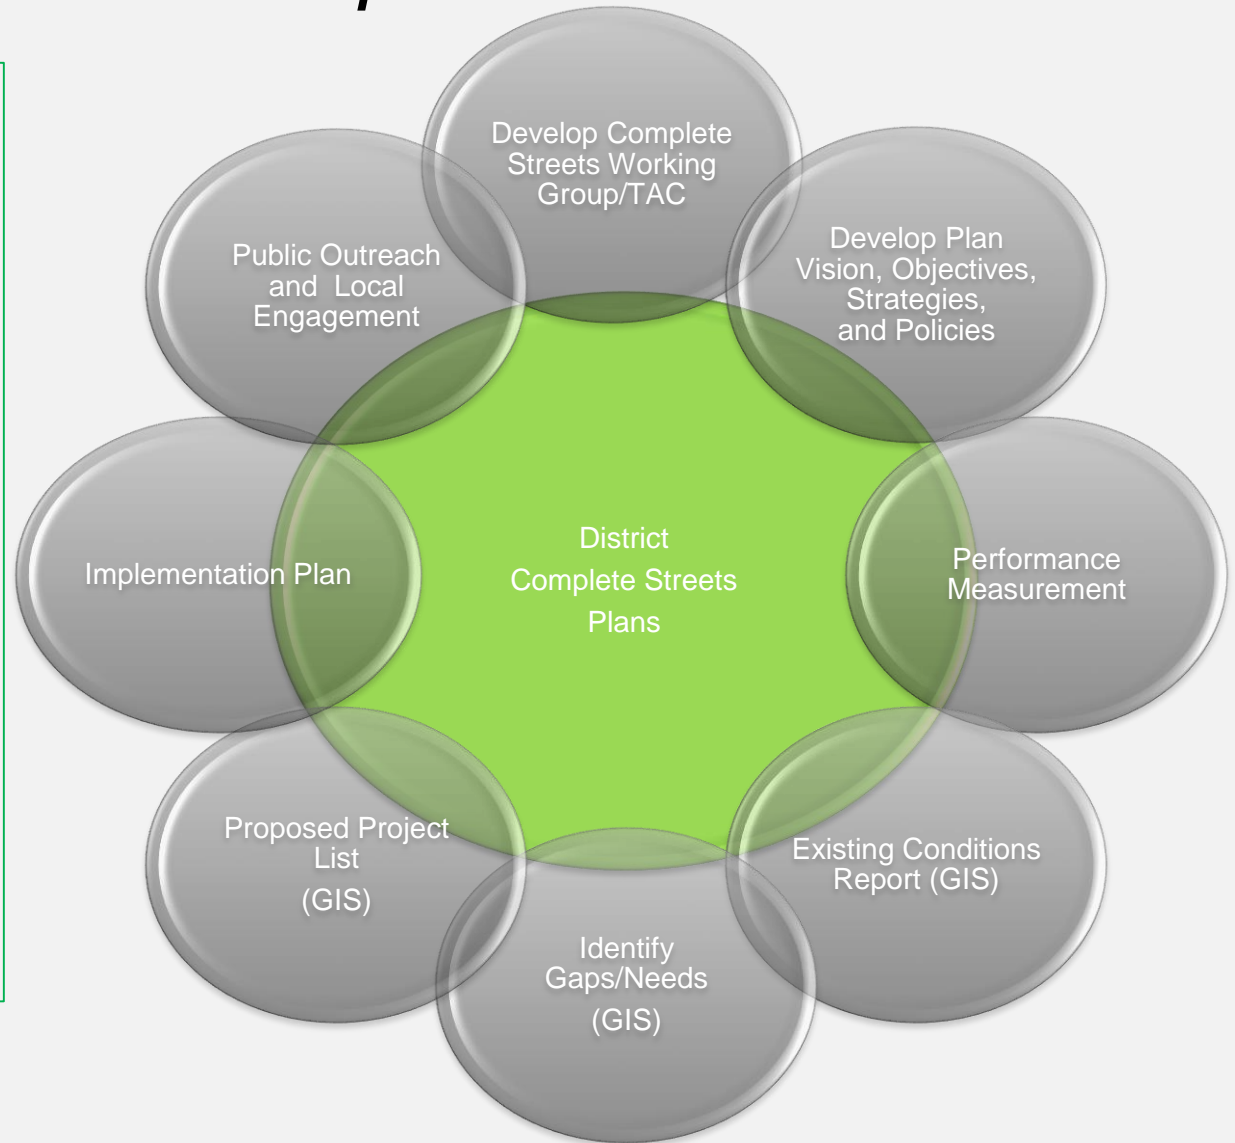 Develop Complete
Streets Working
Group/TAC
Develop Plan
Vision, Objectives,
Strategies,
and Policies
Performance
Measurement
Existing Conditions
Report (GIS)
Identify
Gaps/Needs
(GIS)
Proposed Project
List
(GIS)
Implementation Plan
Public Outreach
and Local
Engagement
District
Complete Streets
Plans